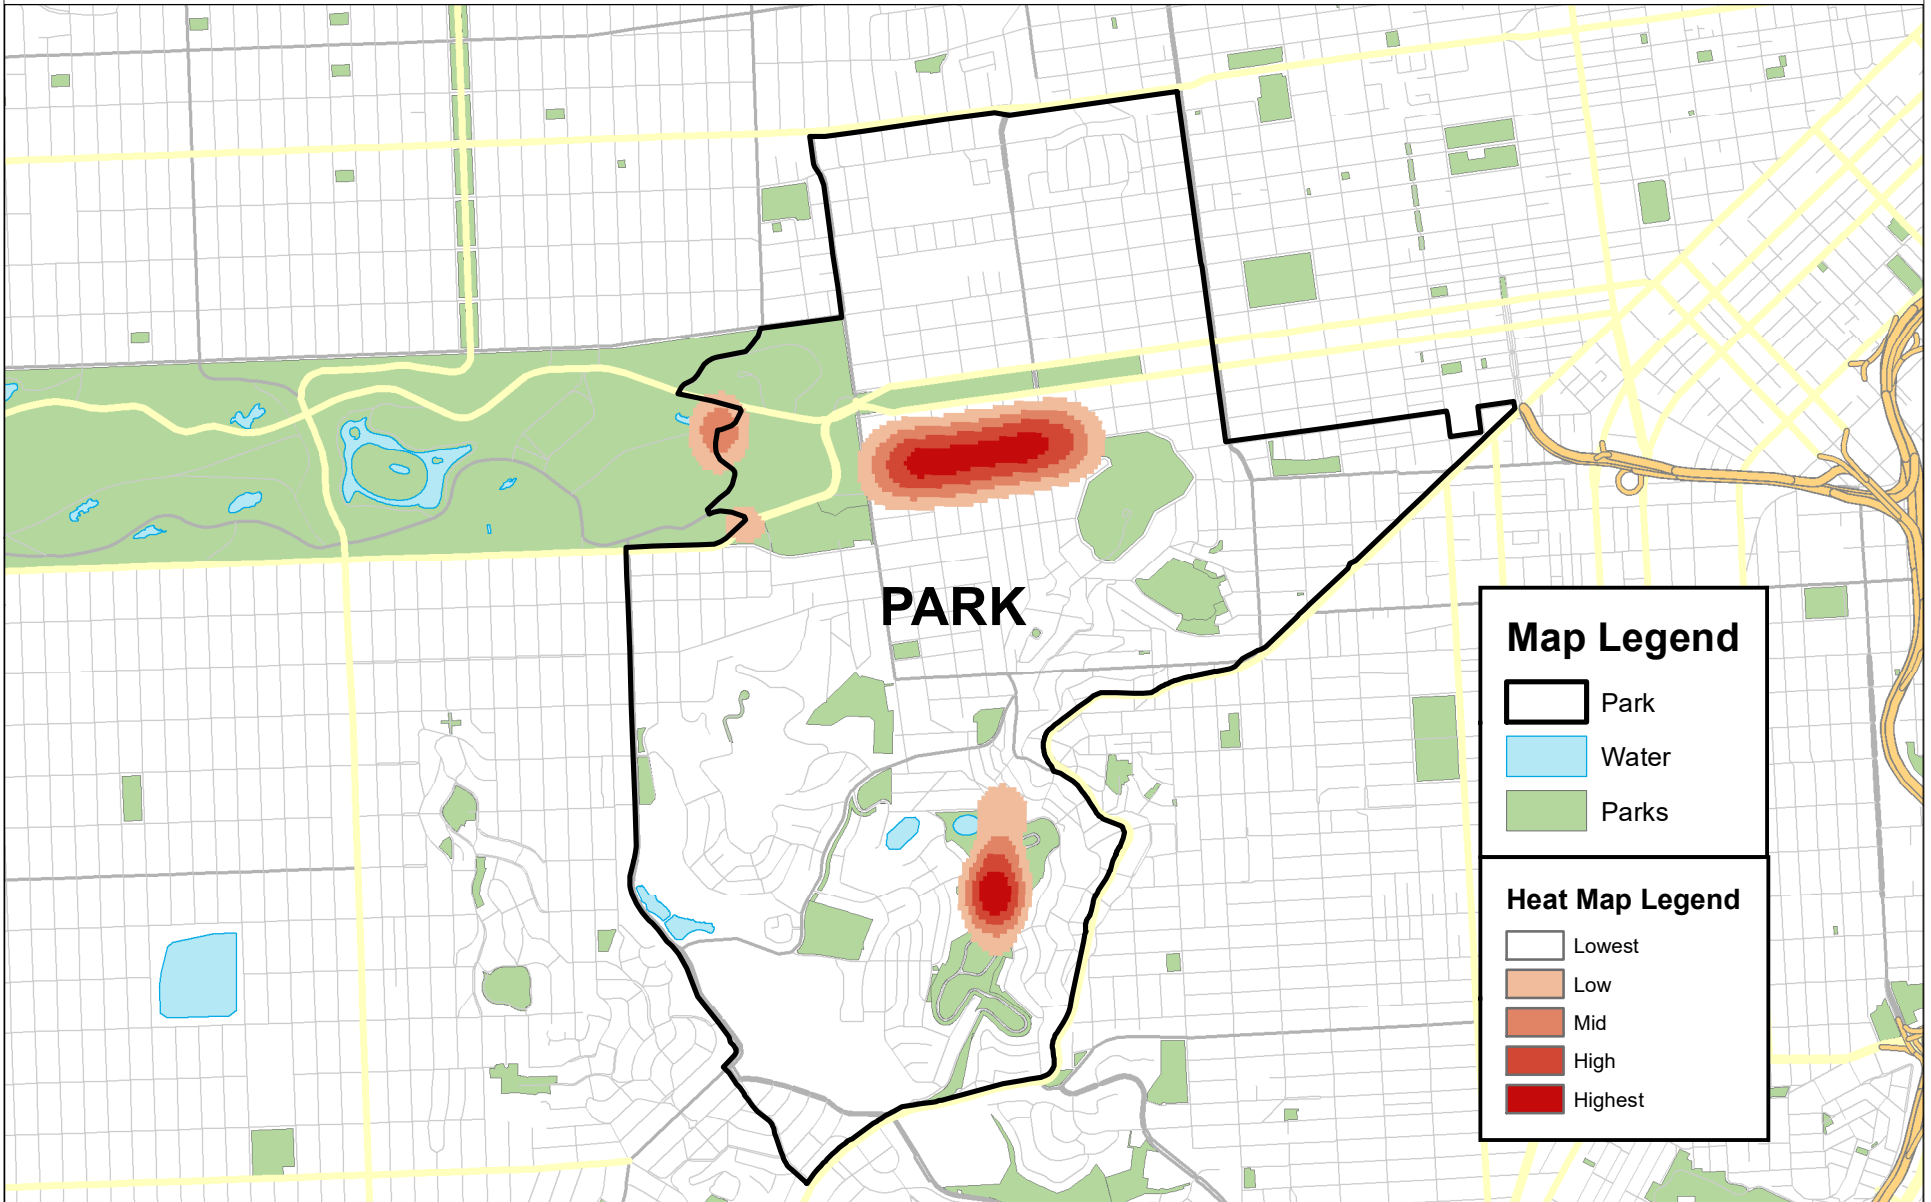 PARK
Map Legend
Park
Water
Parks
Heat Map Legend
Lowest
Low
Mid
High
Highest